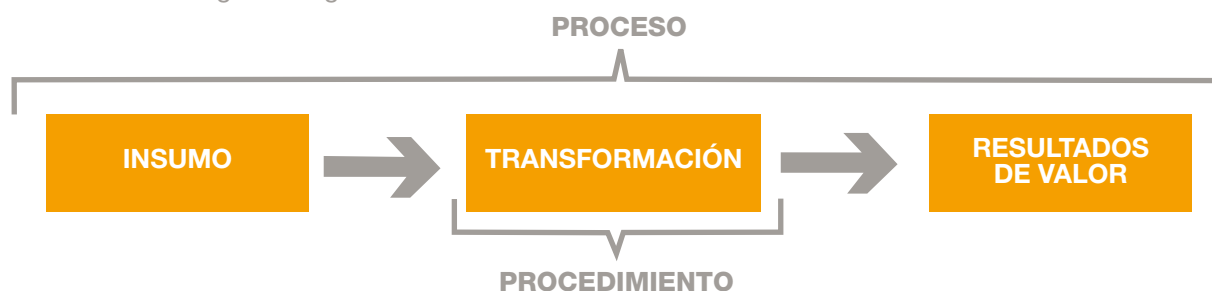 PROCESO
INSUMO
TRANSFORMACIÓN
RESULTADOS
DE VALOR
PROCEDIMIENTO